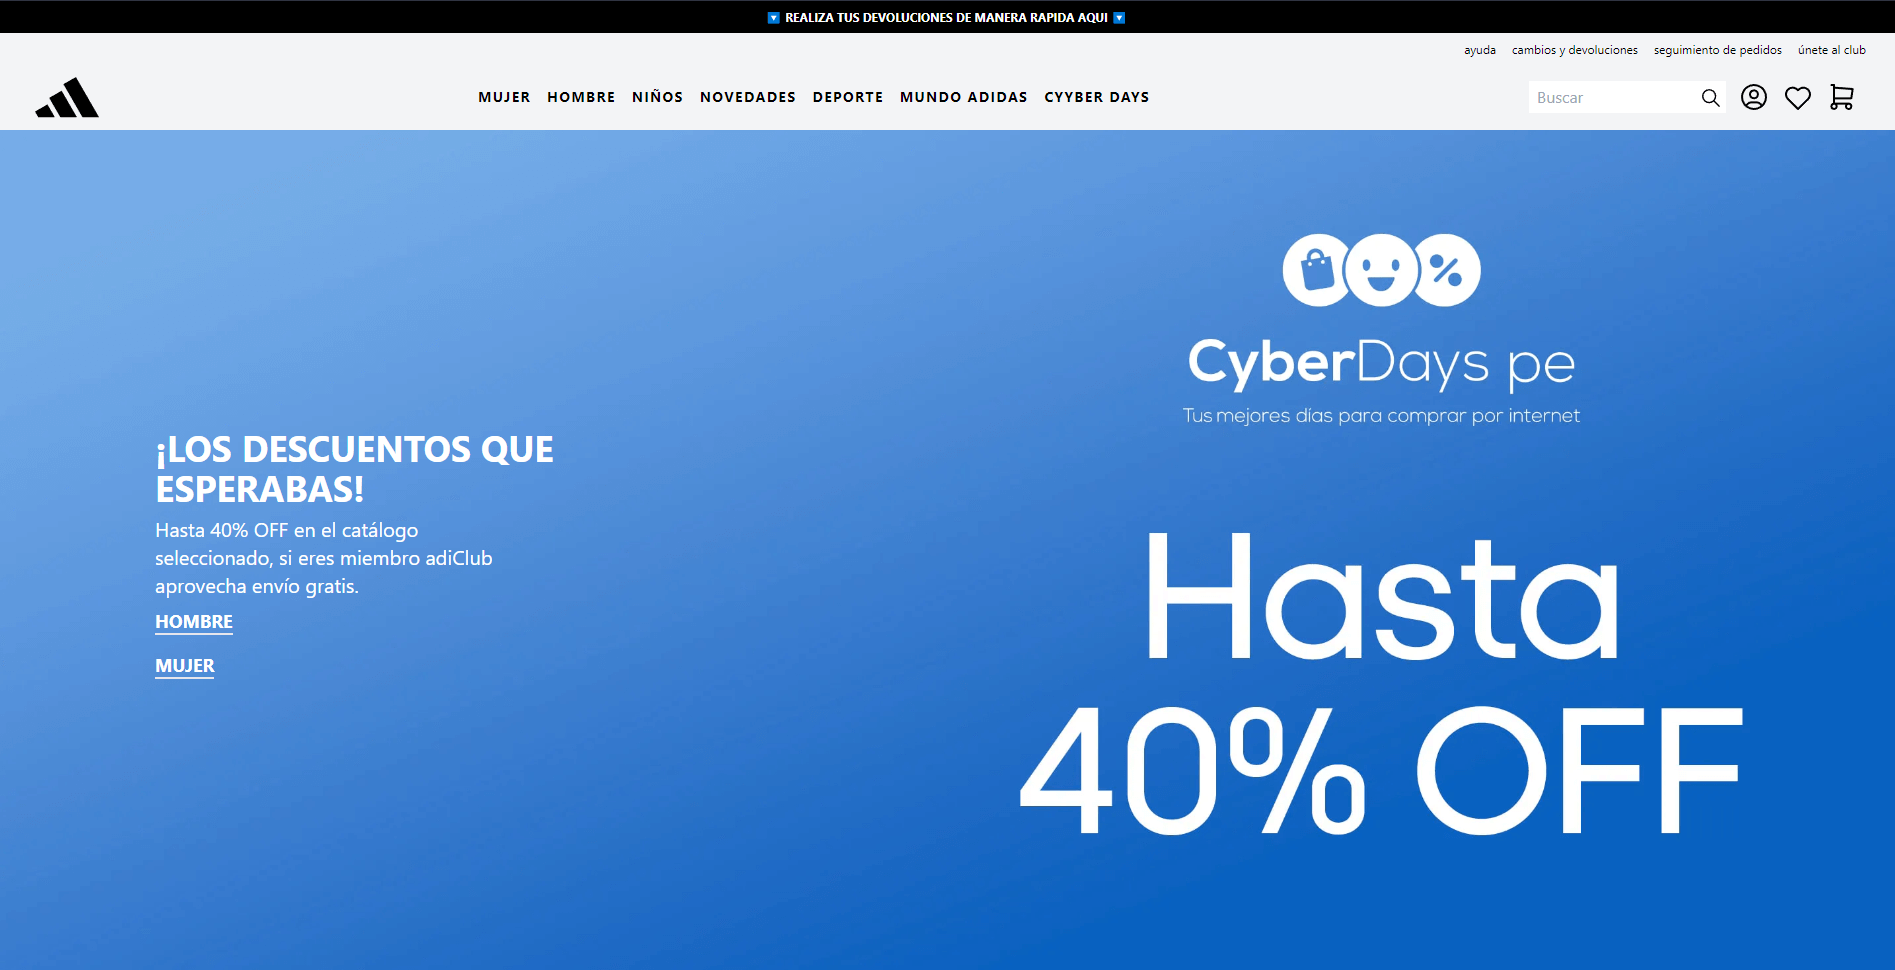 REALIZA TUS DEVOLUCIONES DE MANERA RAPIDA AQUI
ayuda cambios y devoluciones seguimiento de pedidos únete al club
MUJER HOMBRE NIÑOS NOVEDADES DEPORTE MUNDO ADIDAS CYYBER DAYS
Buscar
CyberDays pe
Tus mejores días para comprar por internet
¡LOS DESCUENTOS QUE
ESPERABAS!
Hasta 40% OFF en el catálogo
seleccionado, si eres miembro adiClub
aprovecha envío gratis.
HOMBRE
MUJER
Hasta
40% OFF